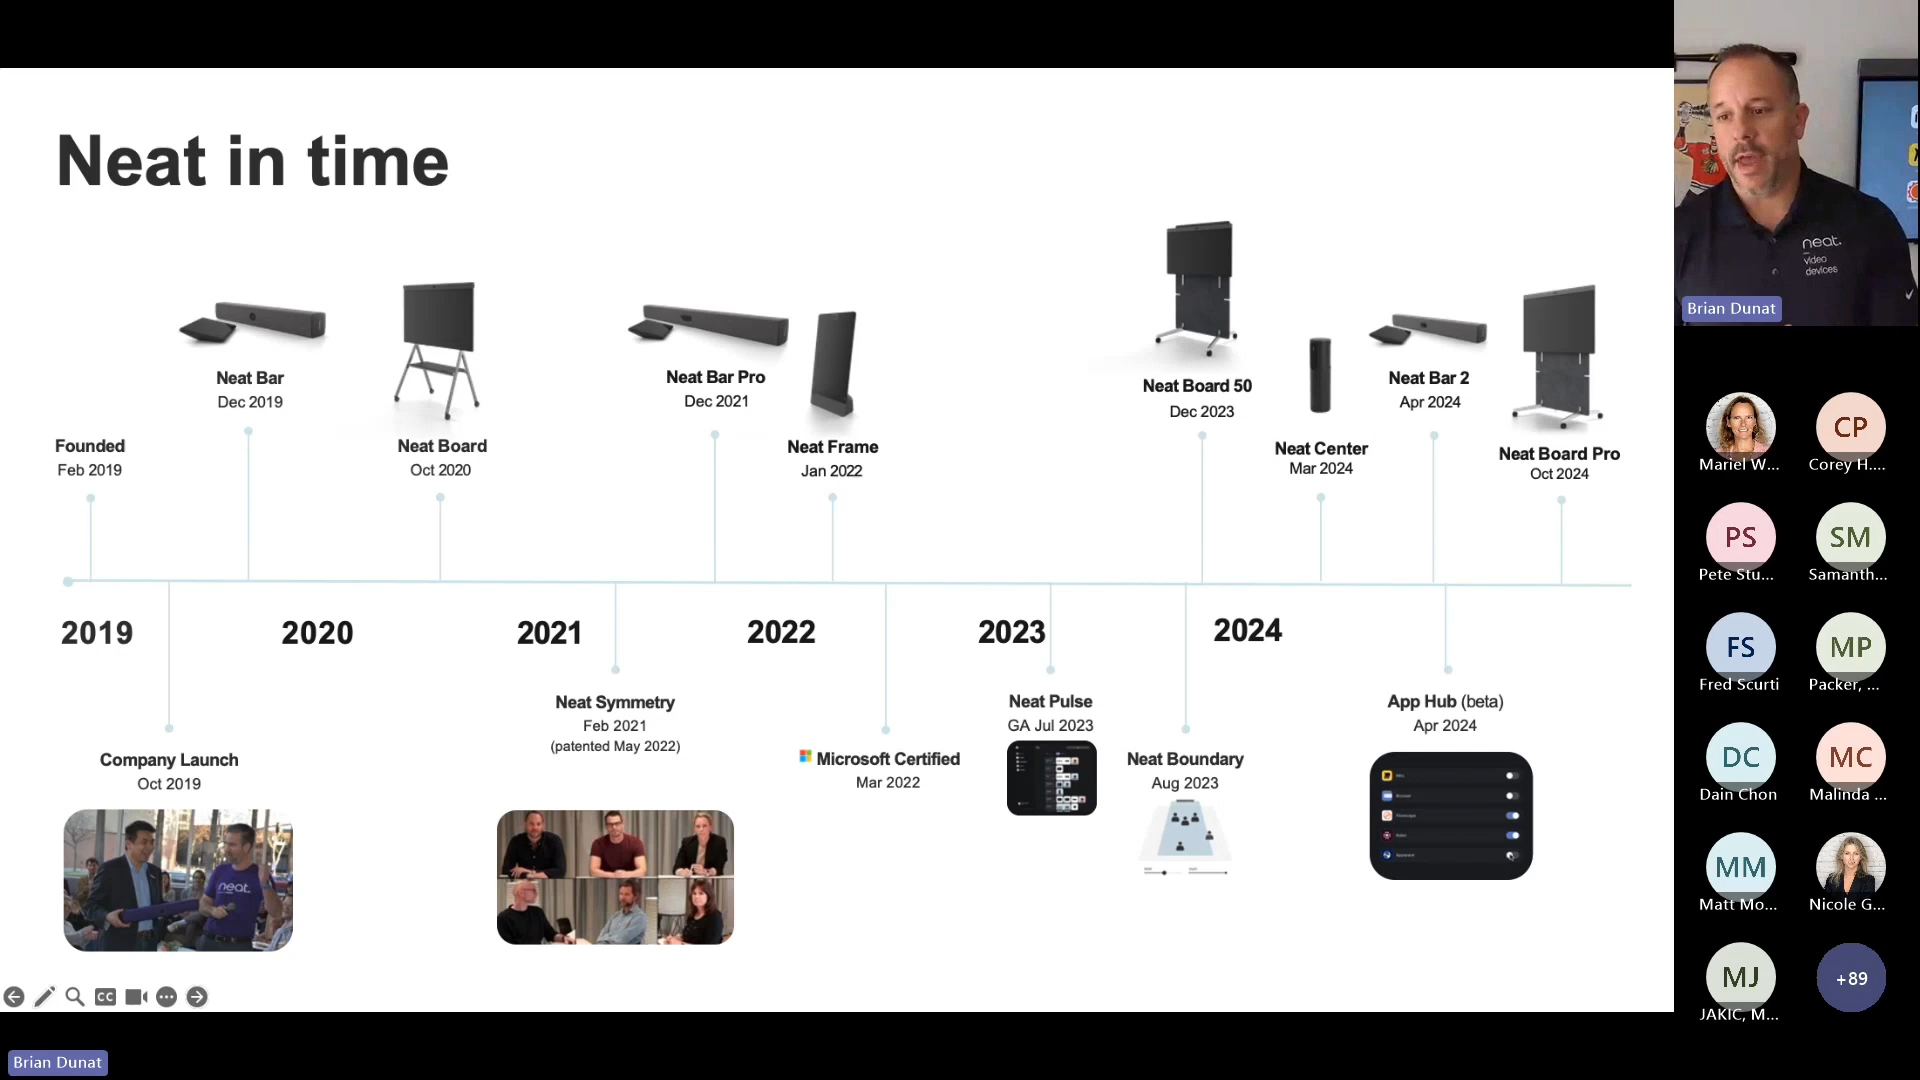 Neat in time
Neat Bar
Dec 2019
Neat Bar Pro
Dec 2021
Neat Board 50
Dec 2023
Neat Bar 2
Apr 2024
Founded
Feb 2019
Neat Board
Oct 2020
Neat Frame
Jan 2022
Neat Center
Mar 2024
Neat Board Pro
Oct 2024
2019
2020
2021
2022
2023
2024
Neat Symmetry
Feb 2021
(patented May 2022)
Neat Pulse
GA Jul 2023
App Hub (beta)
Apr 2024
Company Launch
Oct 2019
Microsoft Certified
Mar 2022
Neat Boundary
Aug 2023
neat.
CC
Brian Dunat
neat.
video
devices
Brian Dunat
Mariel W...
CP
Corey H....
PS
Pete Stu...
SM
Samanth...
FS
Fred Scurti
MP
Packer, ...
DC
Dain Chon
MC
Malinda ...
MM
Matt Mo...
Nicole G...
MJ
JAKIC, M...
+89